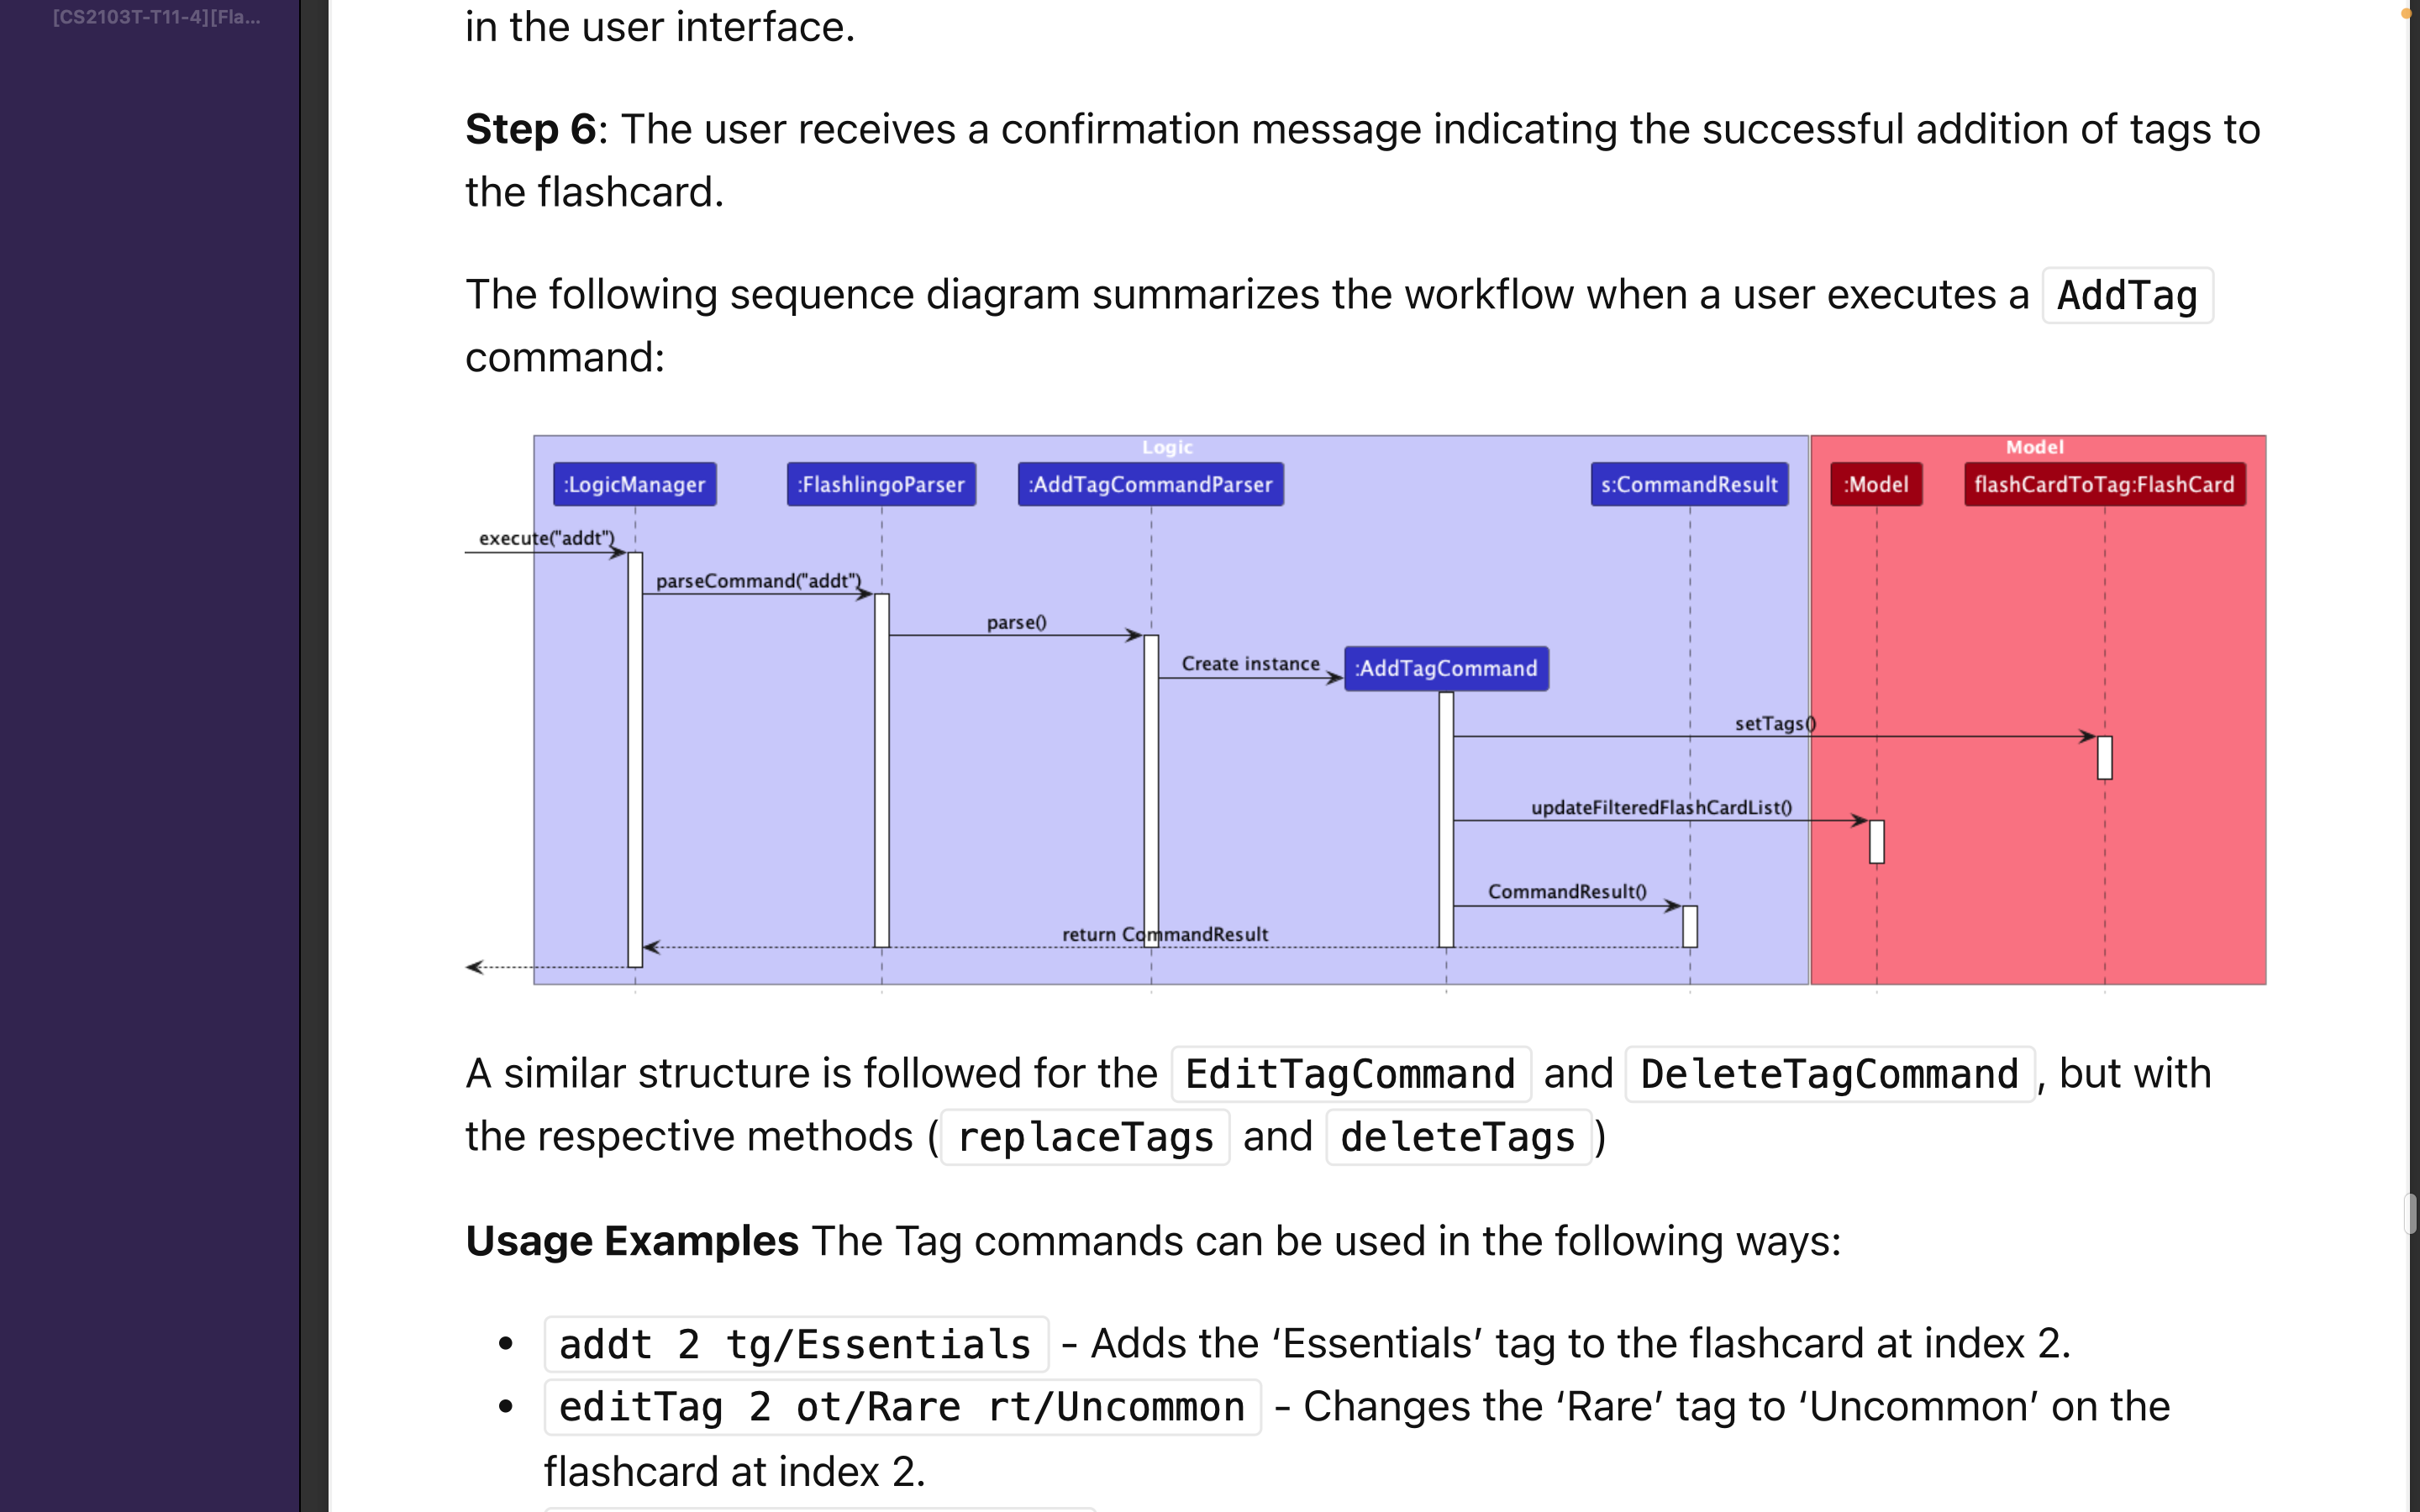 [CS2103T-T11-4][Fla...
in the user interface.
Step 6: The user receives a confirmation message indicating the successful addition of tags to
the flashcard.
The following sequence diagram summarizes the workflow when a user executes a AddTag
command:
Logic
Model
:LogicManager
:FlashlingoParser
:AddTagCommandParser
s:CommandResult
:Model
flashCardToTag:FlashCard
execute("addt")
parseCommand("addt")
parse()
Create instance
:AddTagCommand
setTags()
updateFilteredFlashCardList()
CommandResult()
return CommandResult
A similar structure is followed for the EditTagCommand and DeleteTagCommand, but with
the respective methods (replaceTags and deleteTags)
Usage Examples The Tag commands can be used in the following ways:
• addt 2 tg/Essentials - Adds the ‘Essentials’ tag to the flashcard at index 2.
• editTag 2 ot/Rare rt/Uncommon - Changes the ‘Rare’ tag to ‘Uncommon’ on the
flashcard at index 2.